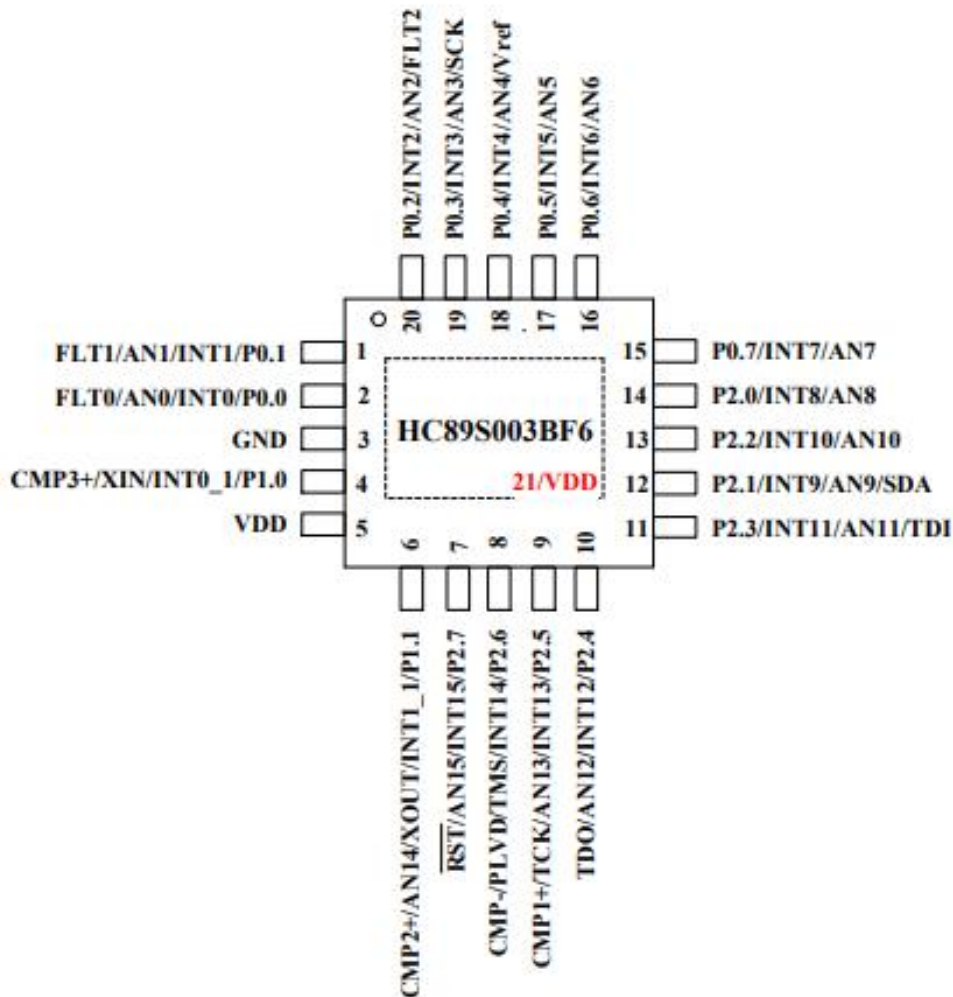 P0.2/INT2/AN2/FLT2
P0.3/INT3/AN3/SCK
P0.4/INT4/AN4/Vref
P0.5/INT5/AN5
P0.6/INT6/AN6
20
19
18
17
16
FLT1/AN1/INT1/P0.1
1
FLT0/AN0/INT0/P0.0
2
GND
3
CMP3+/XIN/INT0_1/P1.0
4
VDD
5
HC89S003BF6
21/VDD
15
P0.7/INT7/AN7
14
P2.0/INT8/AN8
13
P2.2/INT10/AN10
12
P2.1/INT9/AN9/SDA
11
P2.3/INT11/AN11/TDI
6
7
8
9
10
CMP2+/AN14/XOUT/INT1_1/P1.1
RST/AN15/INT15/P2.7
CMP-/PLVD/TMS/INT14/P2.6
CMP1+/TCK/AN13/INT13/P2.5
TDO/AN12/INT12/P2.4